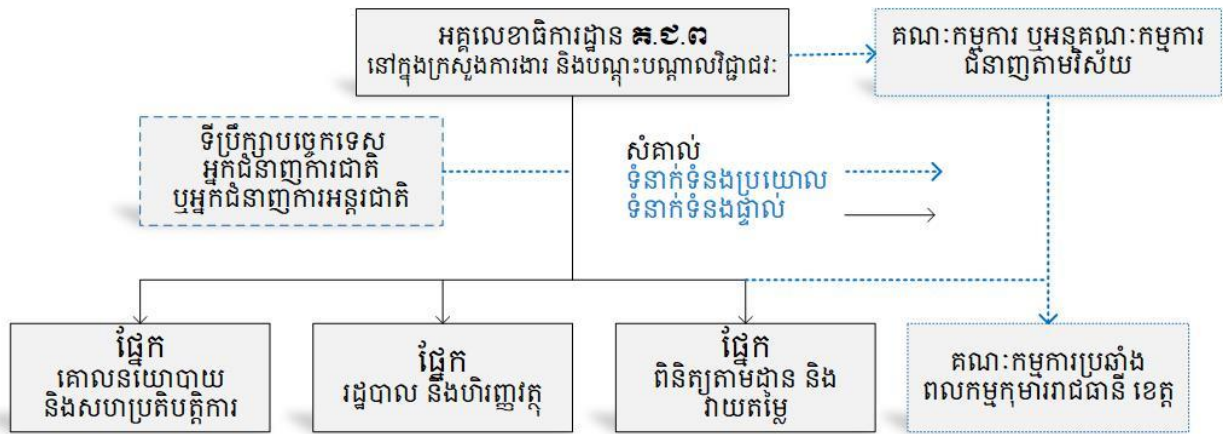 អគ្គលេខាធិការដ្ឋាន គ.ជ.ព
នៅក្នុងក្រសួងការងារ និងបណ្តុះបណ្តាលវិជ្ជាជីវៈ
គណៈកម្មការ ឬអនុគណៈកម្មការ
ជំនាញតាមវិស័យ
ទីប្រឹក្សាបច្ចេកទេស
អ្នកជំនាញការជាតិ
ឬអ្នកជំនាញការអន្តរជាតិ
សំគាល់
ទំនាក់ទំនងប្រយោល
ទំនាក់ទំនងផ្ទាល់
ផ្នែក
គោលនយោបាយ
និងសហប្រតិបត្តិការ
ផ្នែក
រដ្ឋបាល និងហិរញ្ញវត្ថុ
ផ្នែក
ពិនិត្យតាមដាន និង
វាយតម្លៃ
គណៈកម្មការប្រឆាំង
ពលកម្មកុមាររាជធានី ខេត្ត